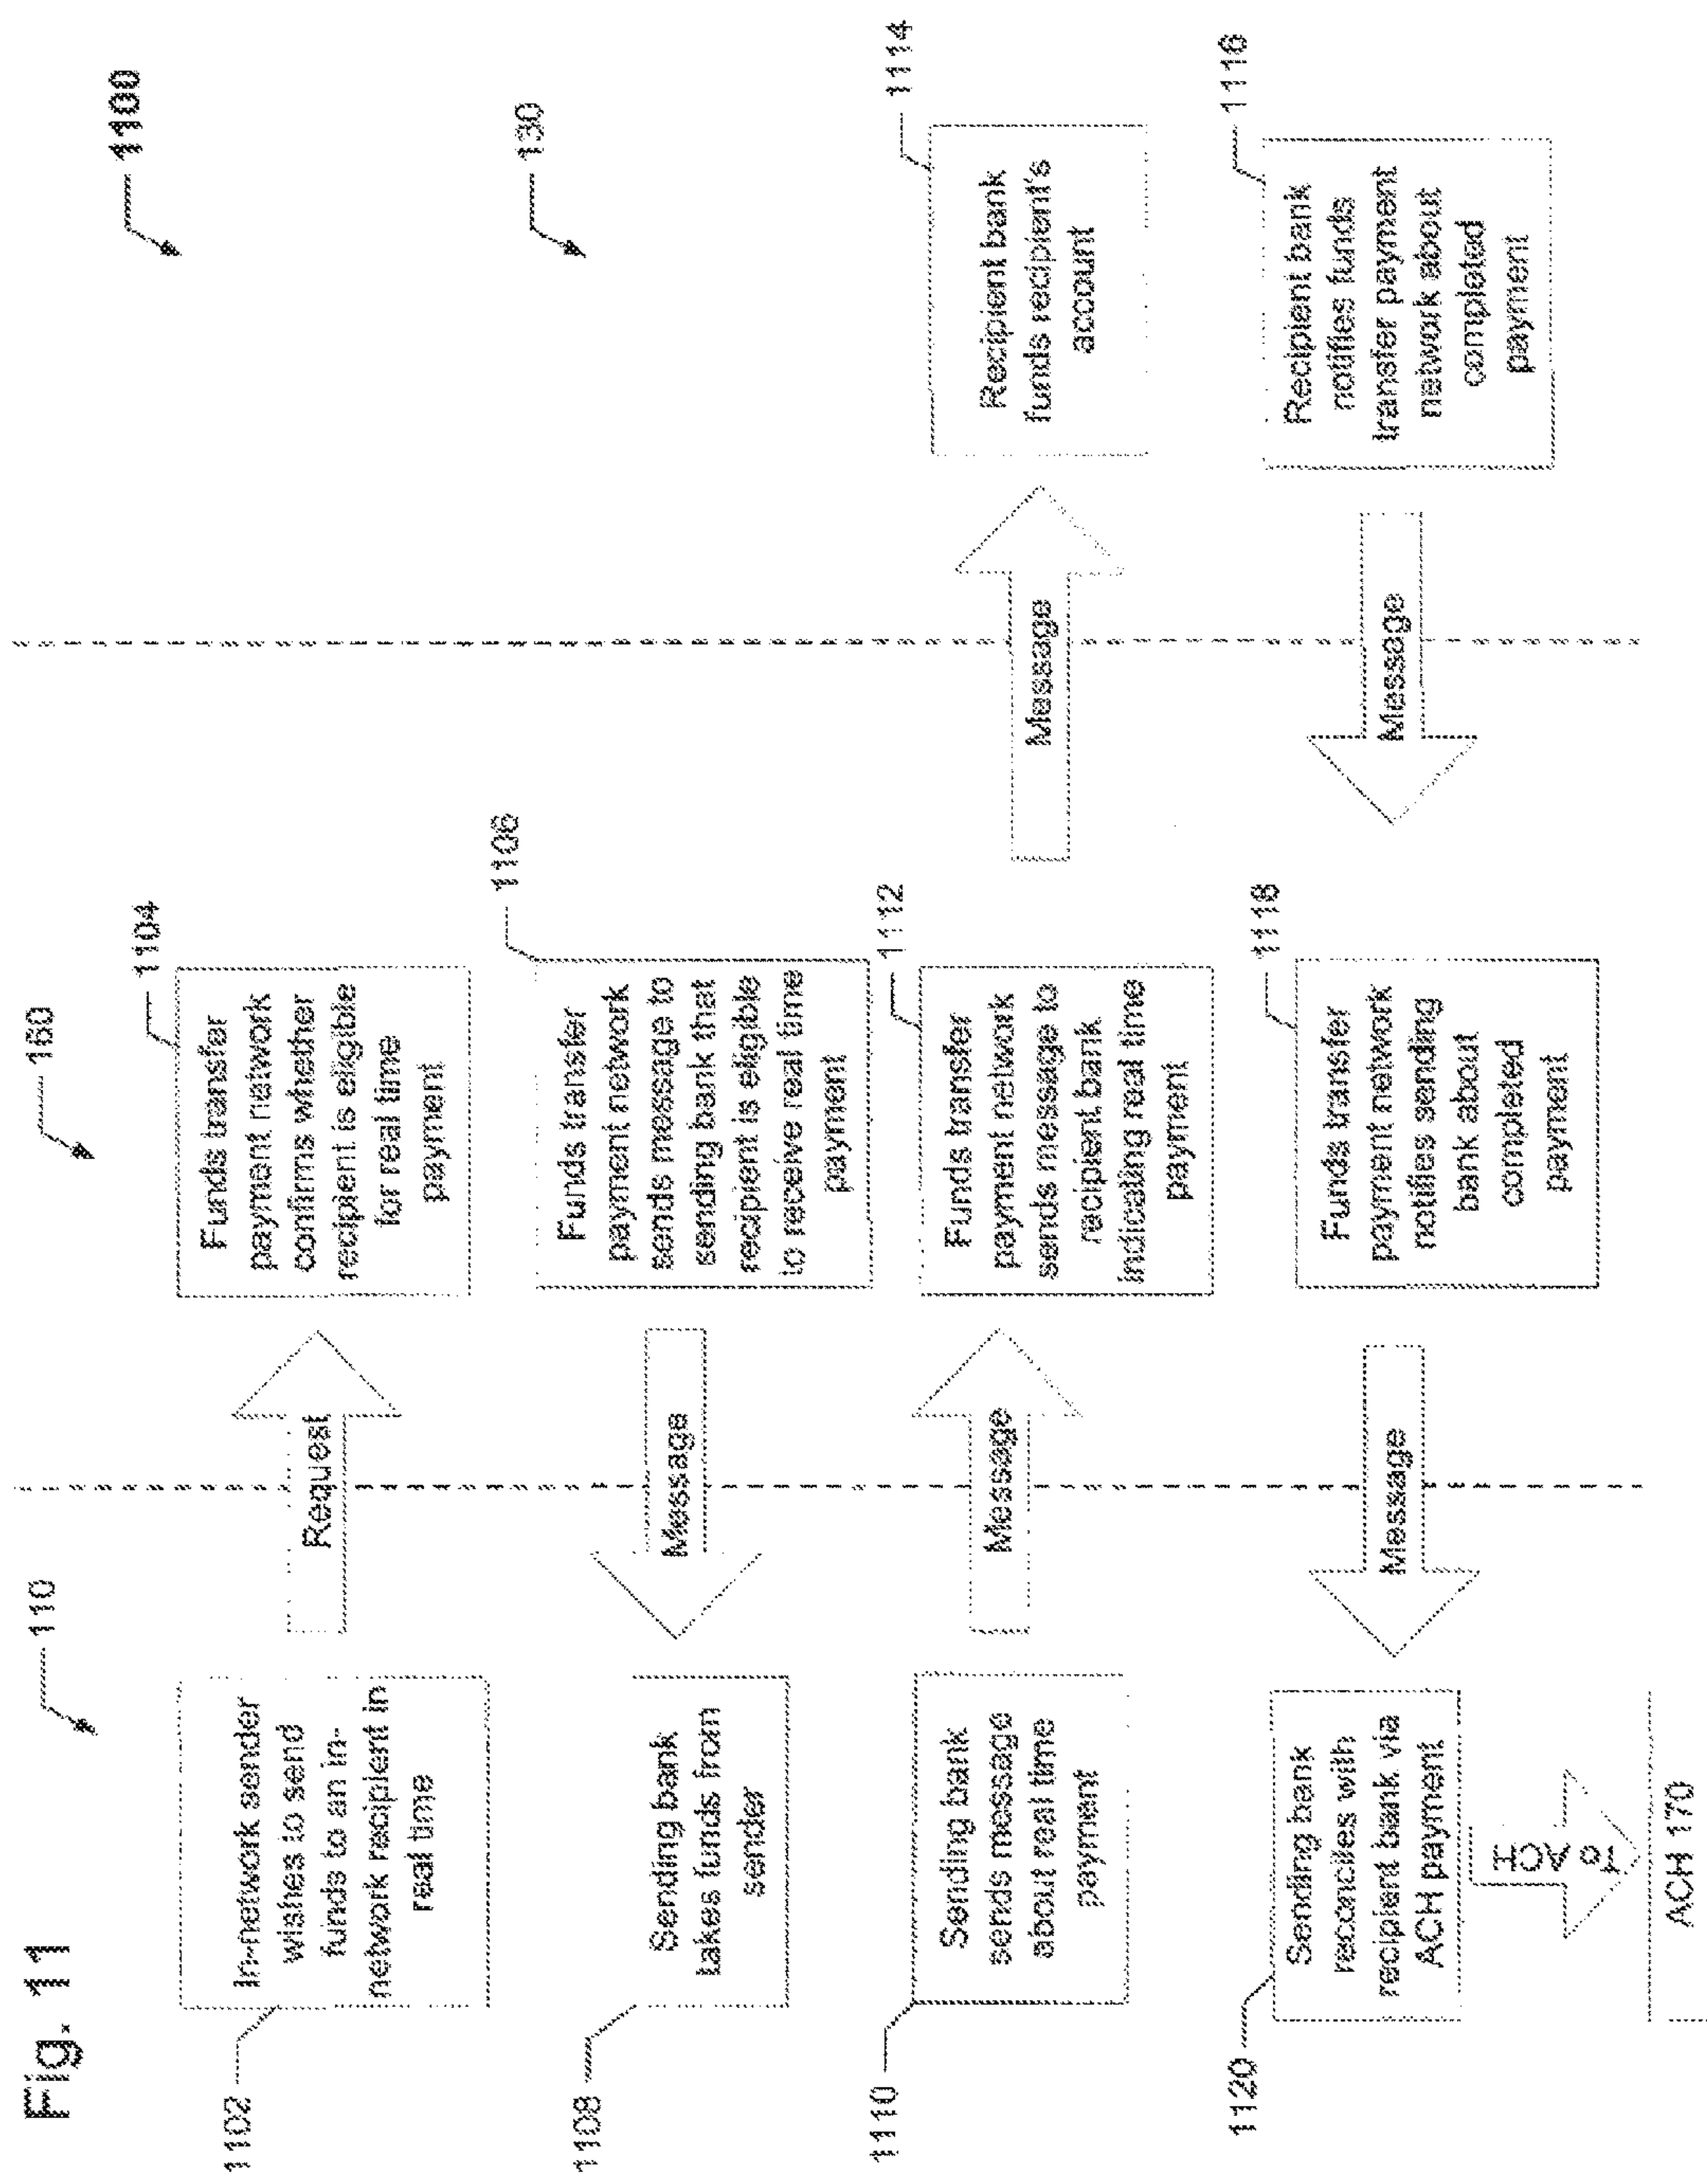 Fig. 11
1100
110
160
130
1102
In-network sender
wishes to send
funds to an in-
network recipient in
real time
Request
1104
Funds transfer
payment network
confirms whether
recipient is eligible
for real time
payment
1106
Funds transfer
payment network
sends message to
sending bank that
recipient is eligible
to receive real time
payment
Message
1108
Sending bank
takes funds from
sender
1110
Sending bank
sends message
about real time
payment
Message
1112
Funds transfer
payment network
sends message to
recipient bank
indicating real time
payment
Message
1114
Recipient bank
funds recipient's
account
1116
Recipient bank
notifies funds
transfer payment
network about
completed
payment
Message
1118
Funds transfer
payment network
notifies sending
bank about
completed
payment
Message
1120
Sending bank
reconciles with
recipient bank via
ACH payment
To ACH
ACH 170